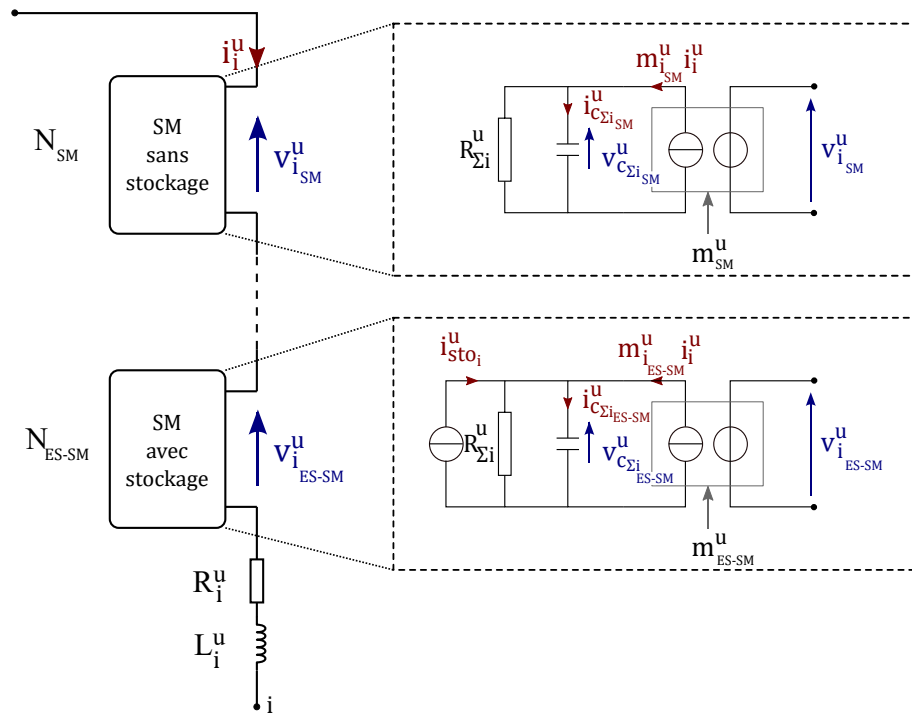 i_i^u
N_SM
SM
sans
stockage
v_{i_SM}^u
m_{i_SM}^u i_i^u
R_{Σi}^u
i_{c_{Σi_SM}}^u
v_{c_{Σi_SM}}^u
v_{i_SM}^u
m_SM^u
N_ES-SM
SM
avec
stockage
v_{i_ES-SM}^u
i_{sto_i}^u
m_{i_ES-SM}^u i_i^u
R_{Σi}^u
i_{c_{Σi_ES-SM}}^u
v_{c_{Σi_ES-SM}}^u
v_{i_ES-SM}^u
m_ES-SM^u
R_i^u
L_i^u
i